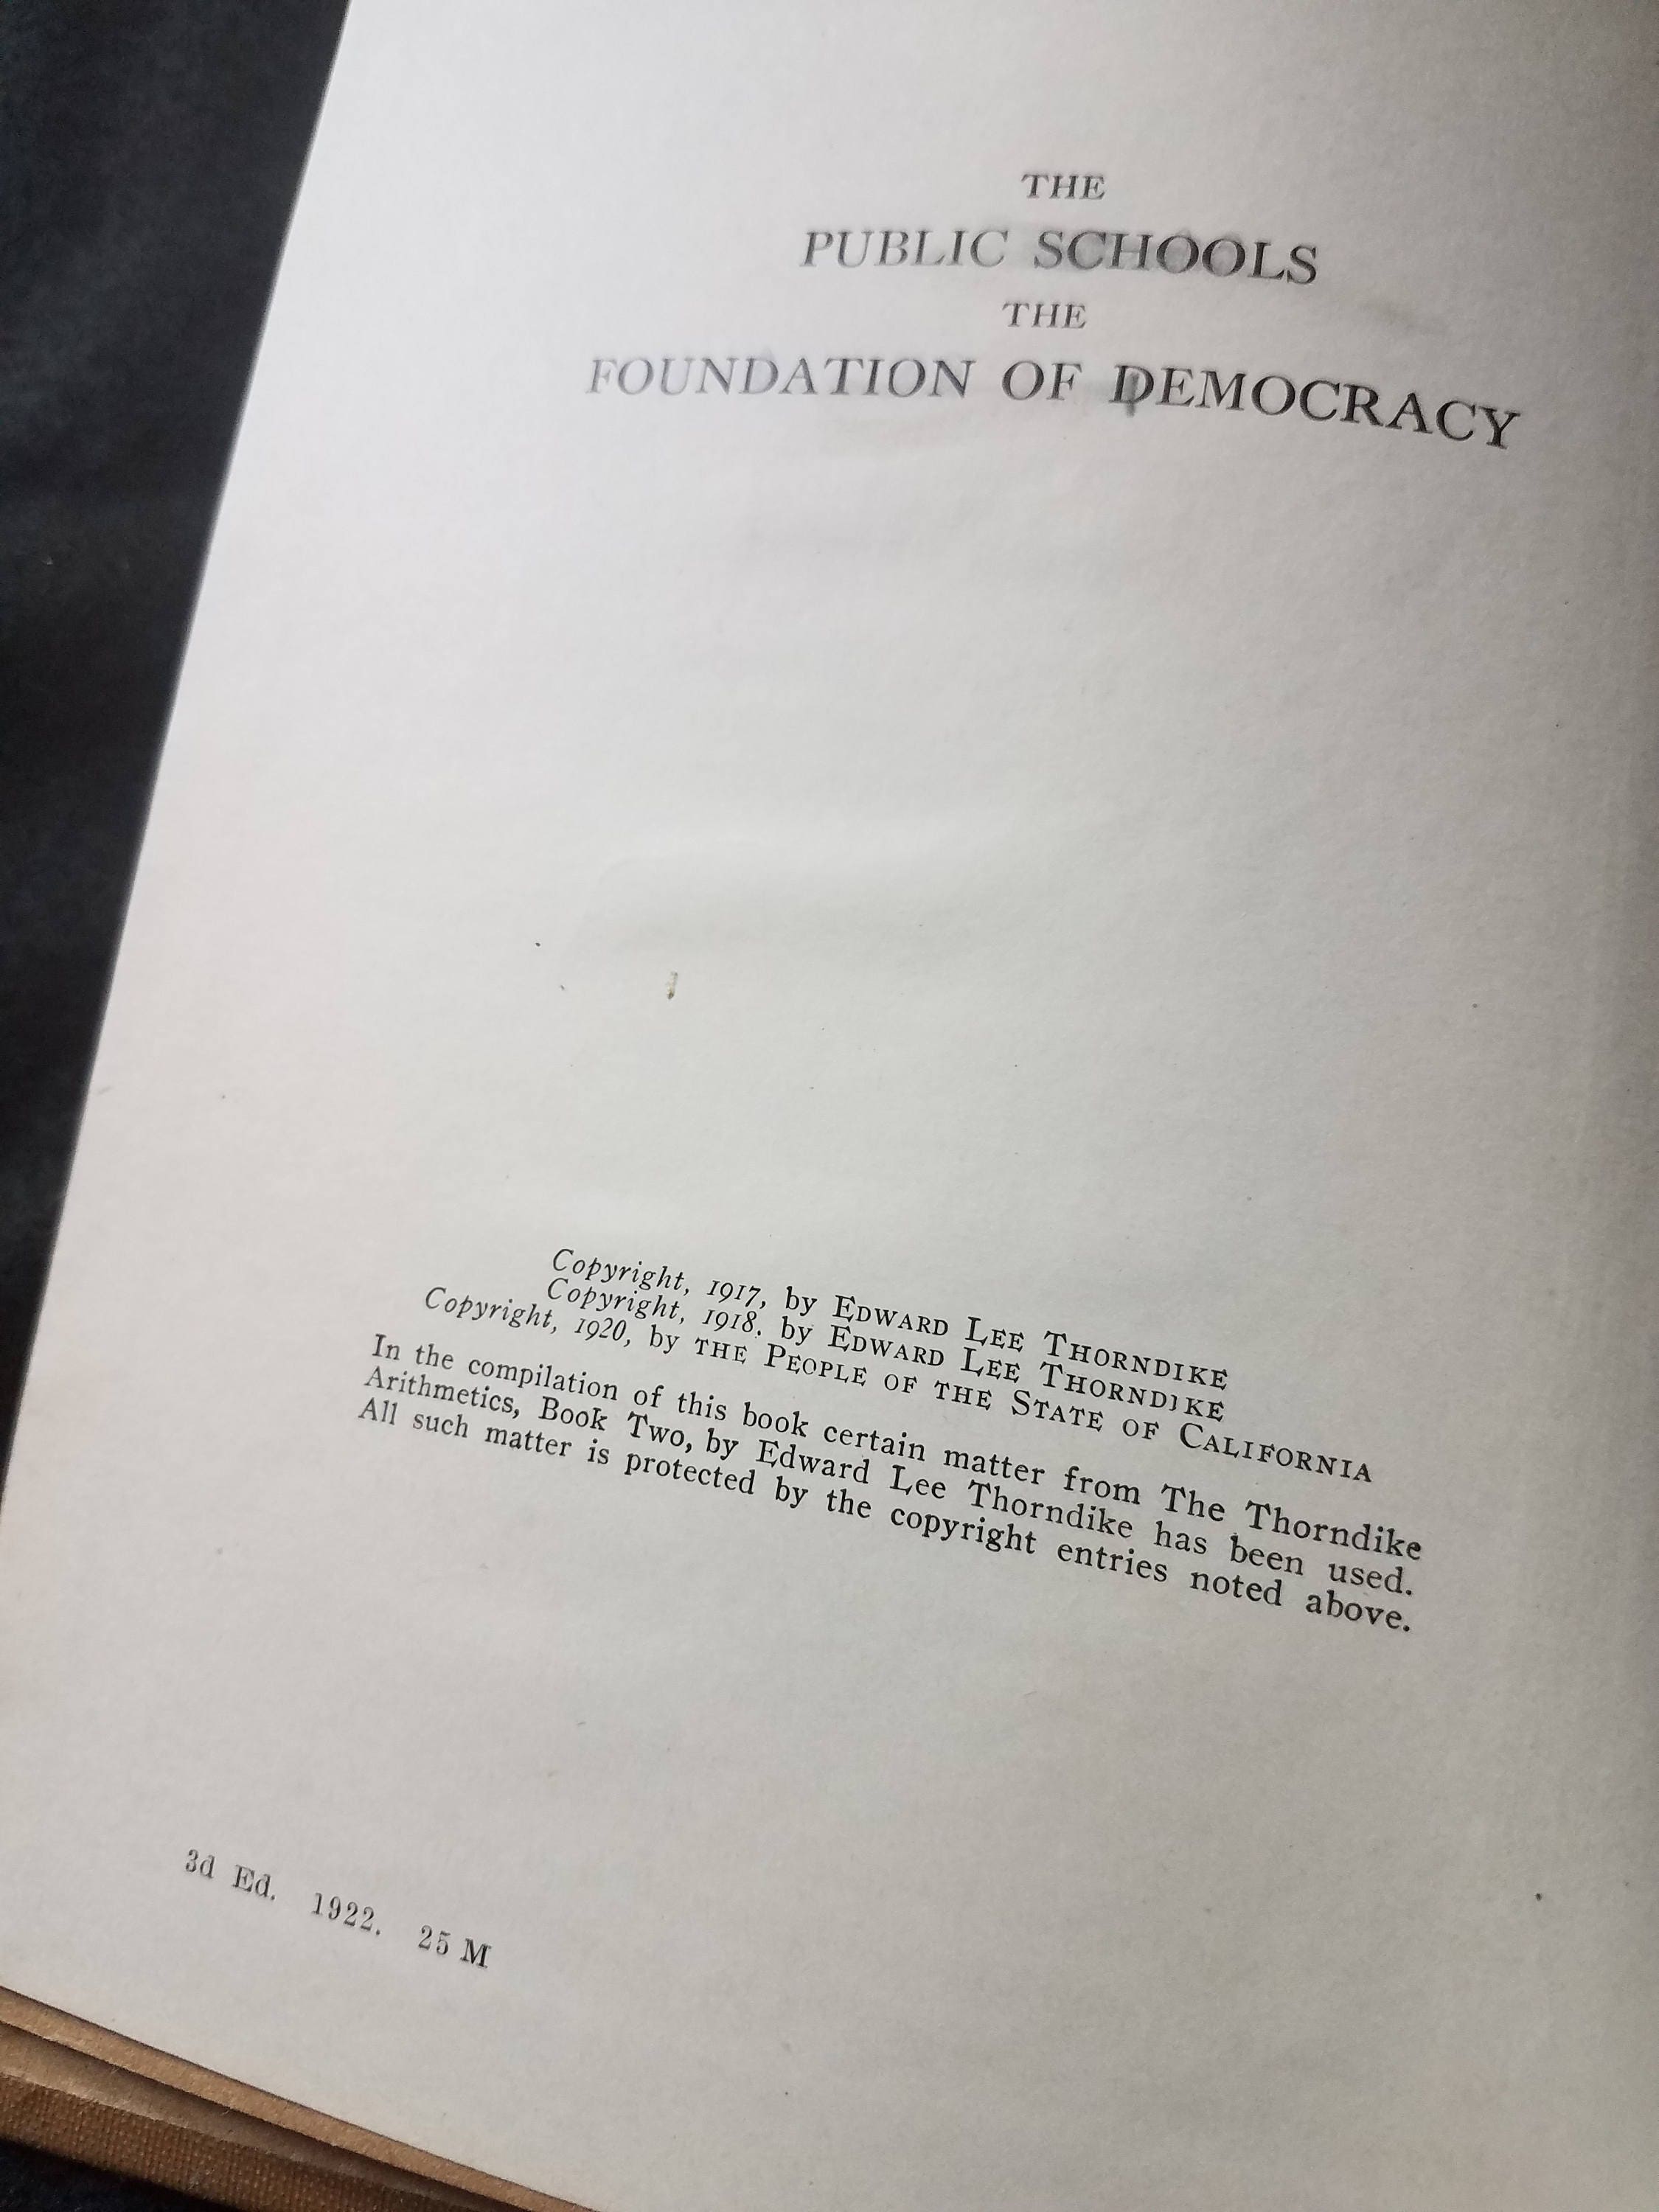 THE
PUBLIC SCHOOLS
THE
FOUNDATION OF DEMOCRACY
Copyright, 1917, by EDWARD LEE THORNDIKE
Copyright, 1918, by EDWARD LEE THORNDIKE
Copyright, 1920, by THE PEOPLE OF THE STATE OF CALIFORNIA
In the compilation of this book certain matter from The Thorndike
Arithmetics, Book Two, by Edward Lee Thorndike has been used.
All such matter is protected by the copyright entries noted above.
3d Ed. 1922. 25 M